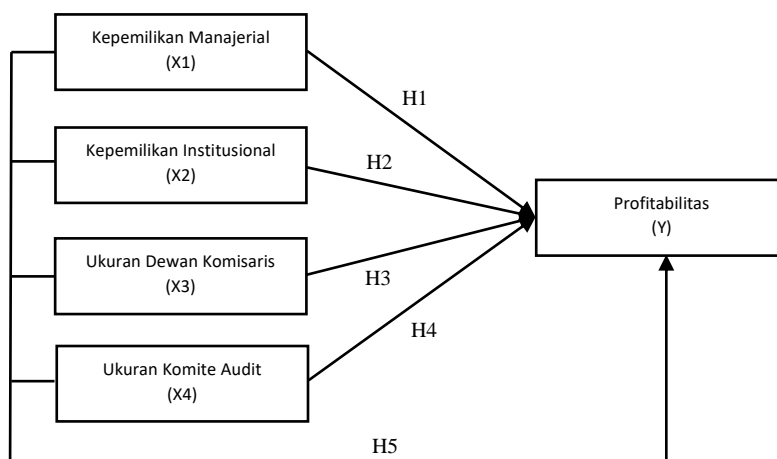 Kepemilikan Manajerial
(X1)
H1
Kepemilikan Institusional
(X2)
H2
Profitabilitas
(Y)
Ukuran Dewan Komisaris
(X3)
H3
H4
Ukuran Komite Audit
(X4)
H5